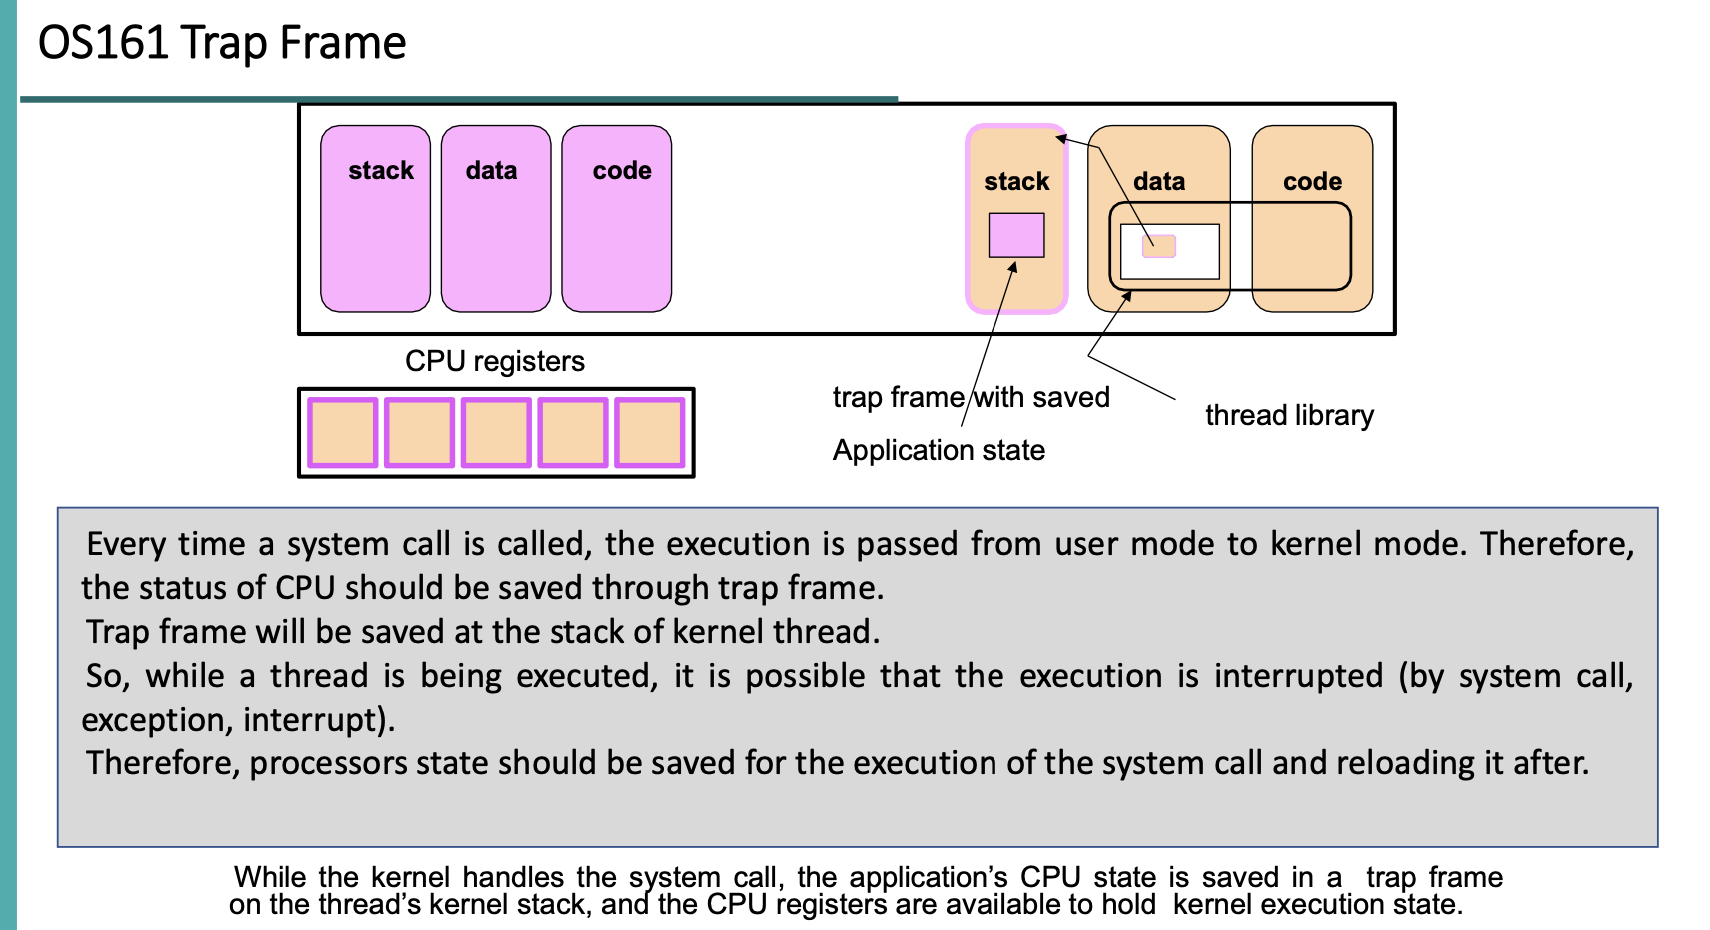 OS161 Trap Frame
stack
data
code
stack
data
code
CPU registers
trap frame with saved
Application state
thread library
Every time a system call is called, the execution is passed from user mode to kernel mode. Therefore,
the status of CPU should be saved through trap frame.
Trap frame will be saved at the stack of kernel thread.
So, while a thread is being executed, it is possible that the execution is interrupted (by system call,
exception, interrupt).
Therefore, processors state should be saved for the execution of the system call and reloading it after.
While the kernel handles the system call, the application’s CPU state is saved in a trap frame
on the thread’s kernel stack, and the CPU registers are available to hold kernel execution state.